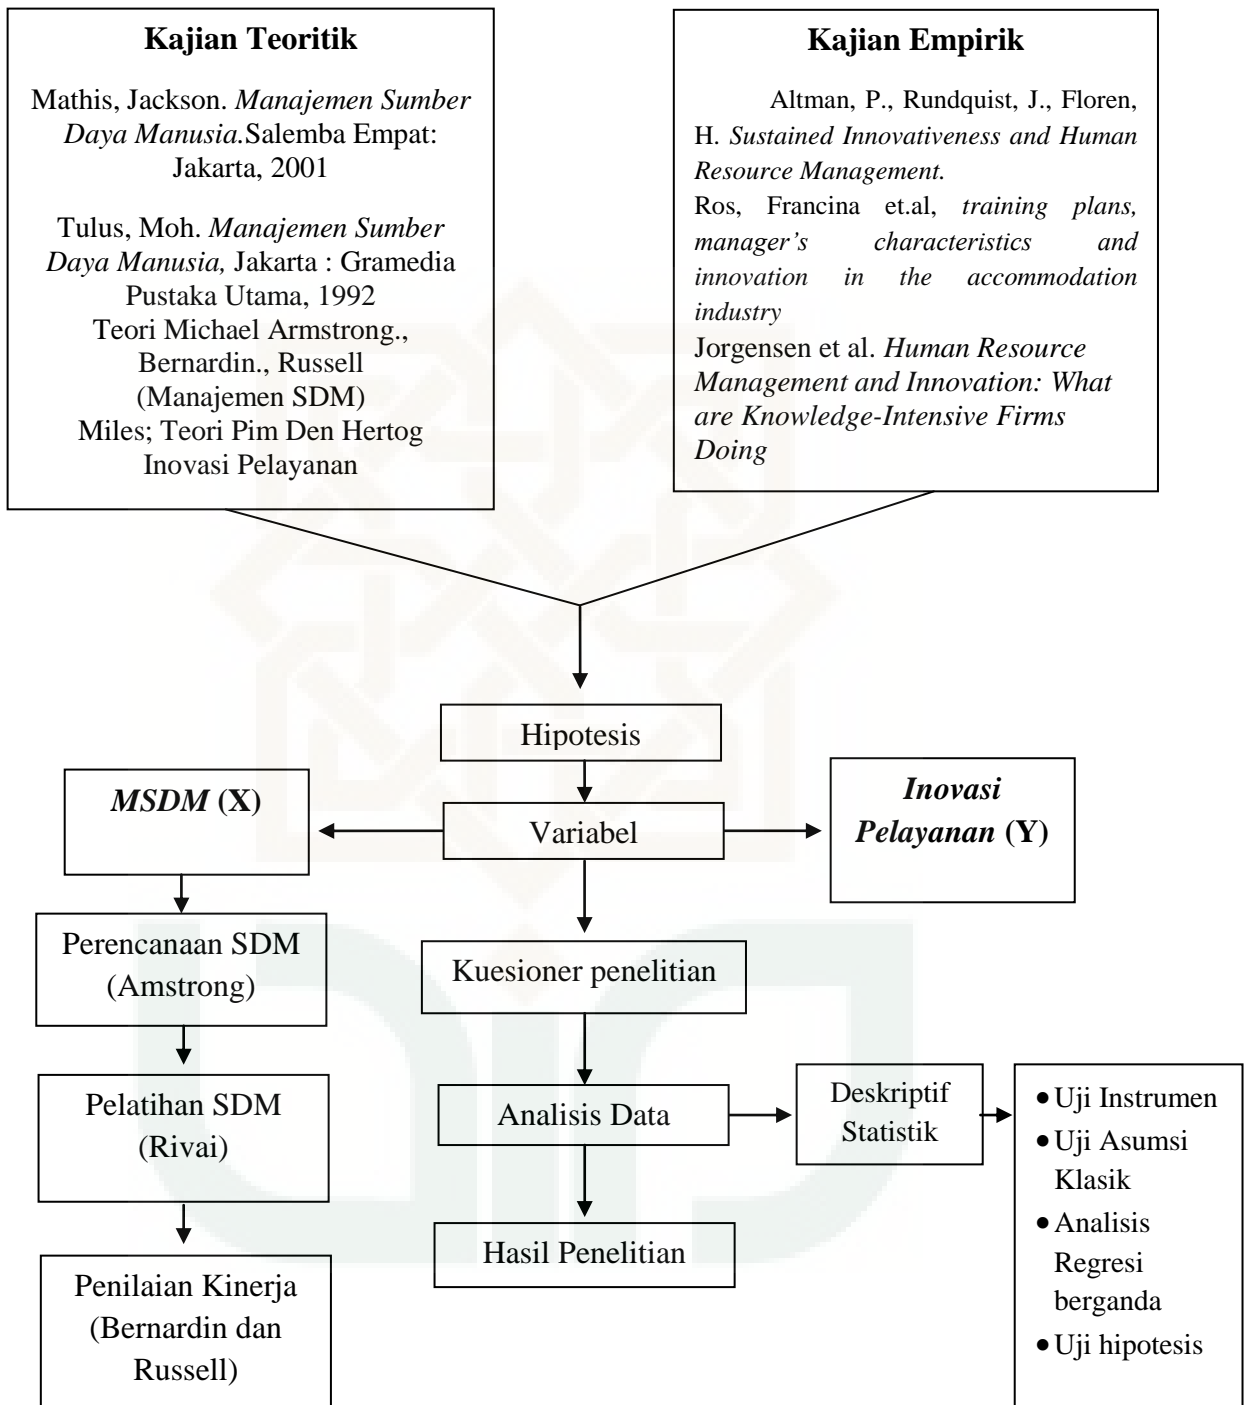 Kajian Teoritik
Mathis, Jackson. Manajemen Sumber
Daya Manusia.Salemba Empat:
Jakarta, 2001
Tulus, Moh. Manajemen Sumber
Daya Manusia, Jakarta : Gramedia
Pustaka Utama, 1992
Teori Michael Armstrong.,
Bernardin., Russell
(Manajemen SDM)
Miles; Teori Pim Den Hertog
Inovasi Pelayanan
Kajian Empirik
Altman, P., Rundquist, J., Floren,
H. Sustained Innovativeness and Human
Resource Management.
Ros, Francina et.al, training plans,
manager’s characteristics and
innovation in the accommodation
industry
Jorgensen et al. Human Resource
Management and Innovation: What
are Knowledge-Intensive Firms
Doing
Hipotesis
MSDM (X)
Variabel
Inovasi
Pelayanan (Y)
Perencanaan SDM
(Amstrong)
Kuesioner penelitian
Pelatihan SDM
(Rivai)
Analisis Data
Deskriptif
Statistik
•Uji Instrumen
•Uji Asumsi
Klasik
•Analisis
Regresi
berganda
•Uji hipotesis
Hasil Penelitian
Penilaian Kinerja
(Bernardin dan
Russell)